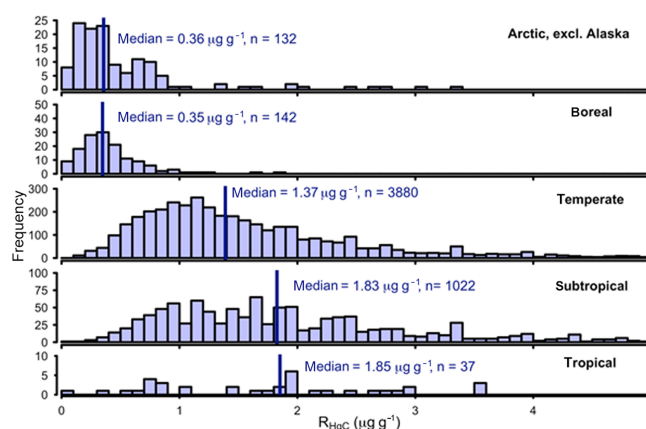 25
20
15
10
5
0
Median = 0.36 µg g⁻¹, n = 132
Arctic, excl. Alaska
50
40
30
20
10
0
Median = 0.35 µg g⁻¹, n = 142
Boreal
300
200
100
0
Median = 1.37 µg g⁻¹, n = 3880
Temperate
Frequency
100
75
50
25
0
Median = 1.83 µg g⁻¹, n= 1022
Subtropical
10
5
0
Median = 1.85 µg g⁻¹, n = 37
Tropical
0 1 2 3 4
R_HgC (µg g⁻¹)